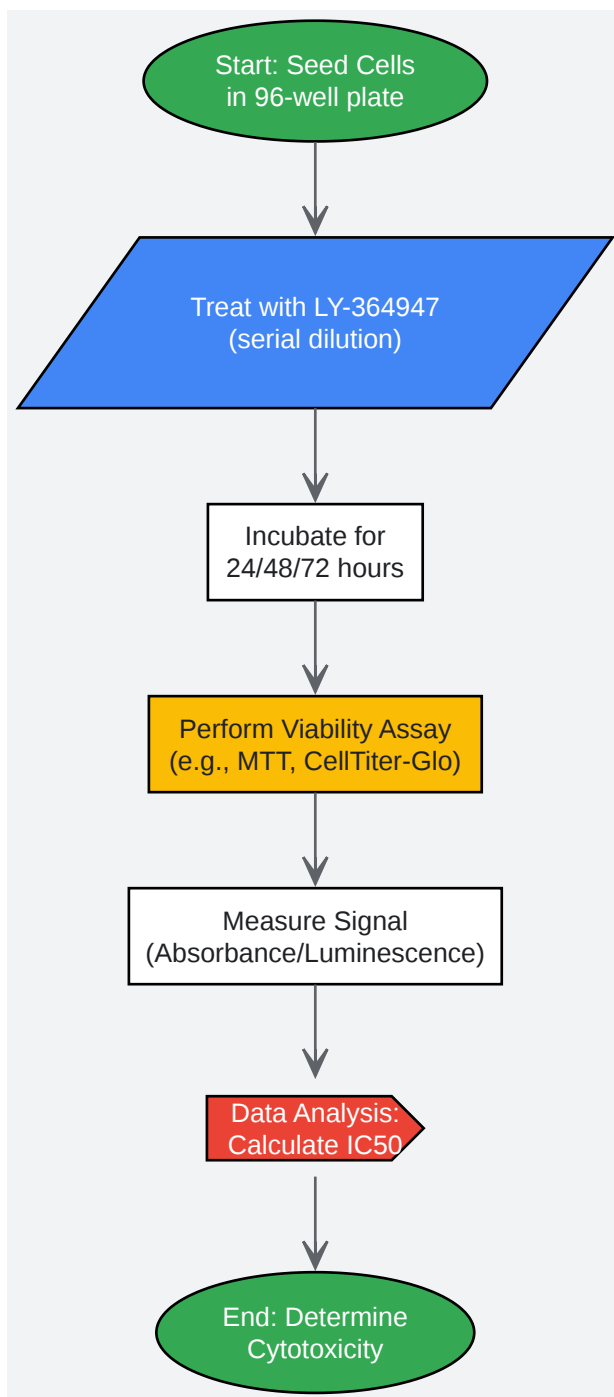 Start: Seed Cells
in 96-well plate
Treat with LY-364947
(serial dilution)
Incubate for
24/48/72 hours
Perform Viability Assay
(e.g., MTT, CellTiter-Glo)
Measure Signal
(Absorbance/Luminescence)
Data Analysis:
Calculate IC50
End: Determine
Cytotoxicity